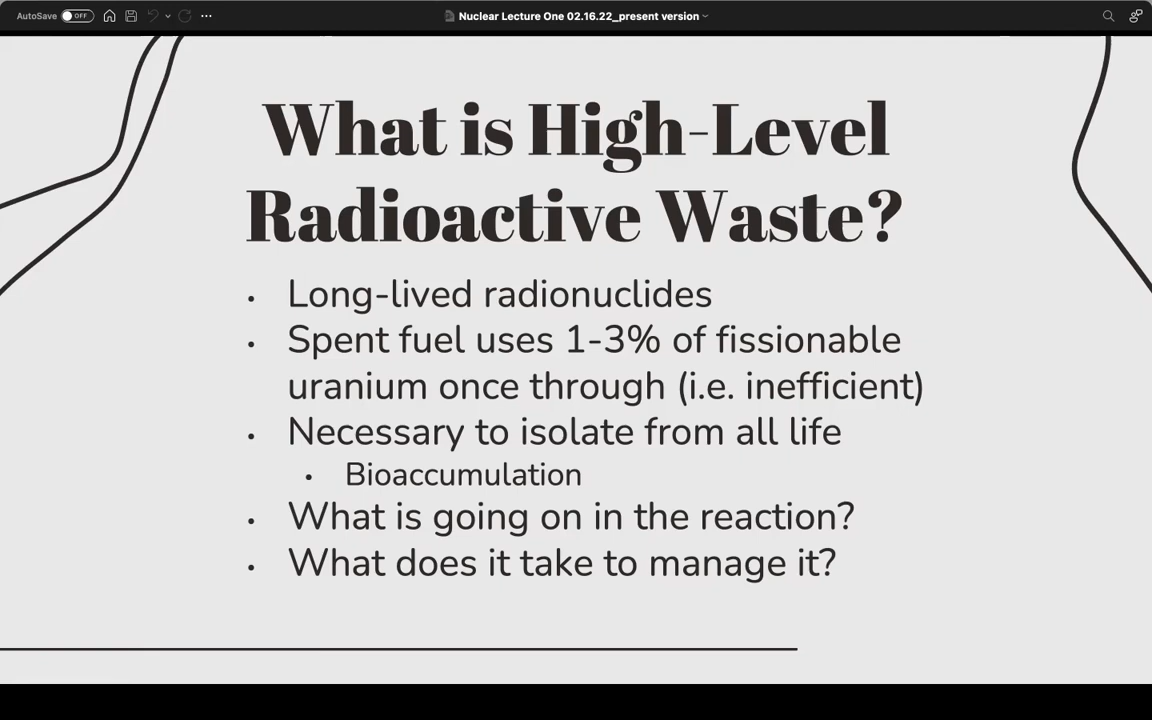 AutoSave OFF
Nuclear Lecture One 02.16.22_present version
What is High-Level
Radioactive Waste?
• Long-lived radionuclides
• Spent fuel uses 1-3% of fissionable
uranium once through (i.e. inefficient)
• Necessary to isolate from all life
• Bioaccumulation
• What is going on in the reaction?
• What does it take to manage it?